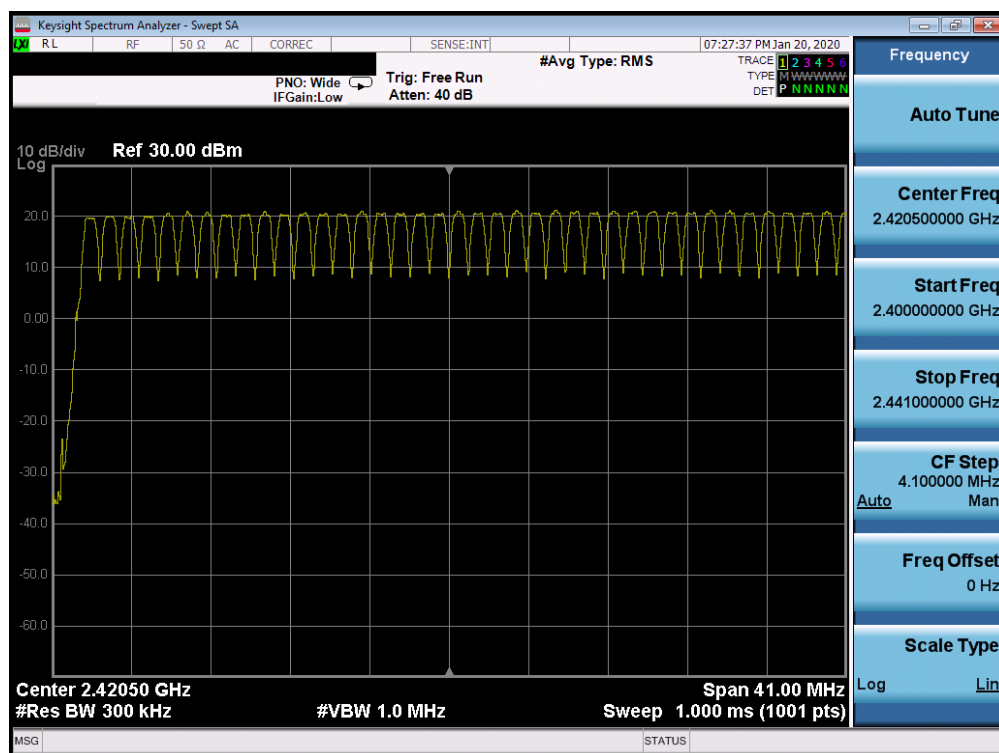 Keysight Spectrum Analyzer - Swept SA
LXI RL RF 50 Ω AC CORREC SENSE:INT 07:27:37 PM Jan 20, 2020
#Avg Type: RMS TRACE 1 2 3 4 5 6
PNO: Wide Trig: Free Run TYPE M WWWWW
IFGain:Low Atten: 40 dB DET P N N N N N
10 dB/div Ref 30.00 dBm
Log
20.0
10.0
0.00
-10.0
-20.0
-30.0
-40.0
-50.0
-60.0
Center 2.42050 GHz Span 41.00 MHz
#Res BW 300 kHz #VBW 1.0 MHz Sweep 1.000 ms (1001 pts)
MSG STATUS
Frequency
Auto Tune
Center Freq
2.420500000 GHz
Start Freq
2.400000000 GHz
Stop Freq
2.441000000 GHz
CF Step
4.100000 MHz
Auto Man
Freq Offset
0 Hz
Scale Type
Log Lin